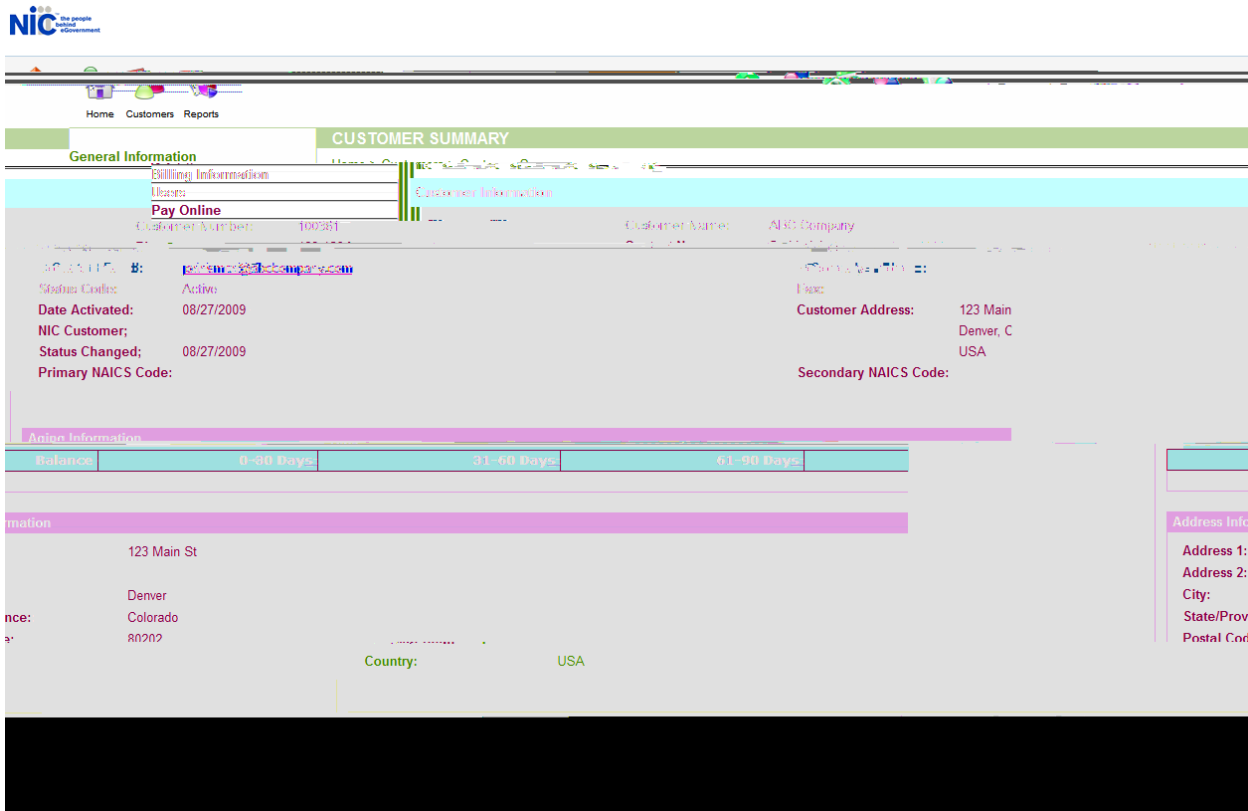 NIC the people
behind
eGovernment
Home Customers Reports
CUSTOMER SUMMARY
General Information
Billing Information
Users
Pay Online
Customer Information
Customer Number: 100381
Customer Name: ABC Company
Status Code: Active
Date Activated: 08/27/2009
Customer Address: 123 Main
NIC Customer;
Denver, C
Status Changed; 08/27/2009
USA
Primary NAICS Code:
Secondary NAICS Code:
Aging Information
Balance 0-30 Days 31-60 Days 61-90 Days
rmation
Address Info
123 Main St
Address 1:
Address 2:
Denver
City:
nce: Colorado
State/Prov
e: 80202
Postal Cod
Country: USA